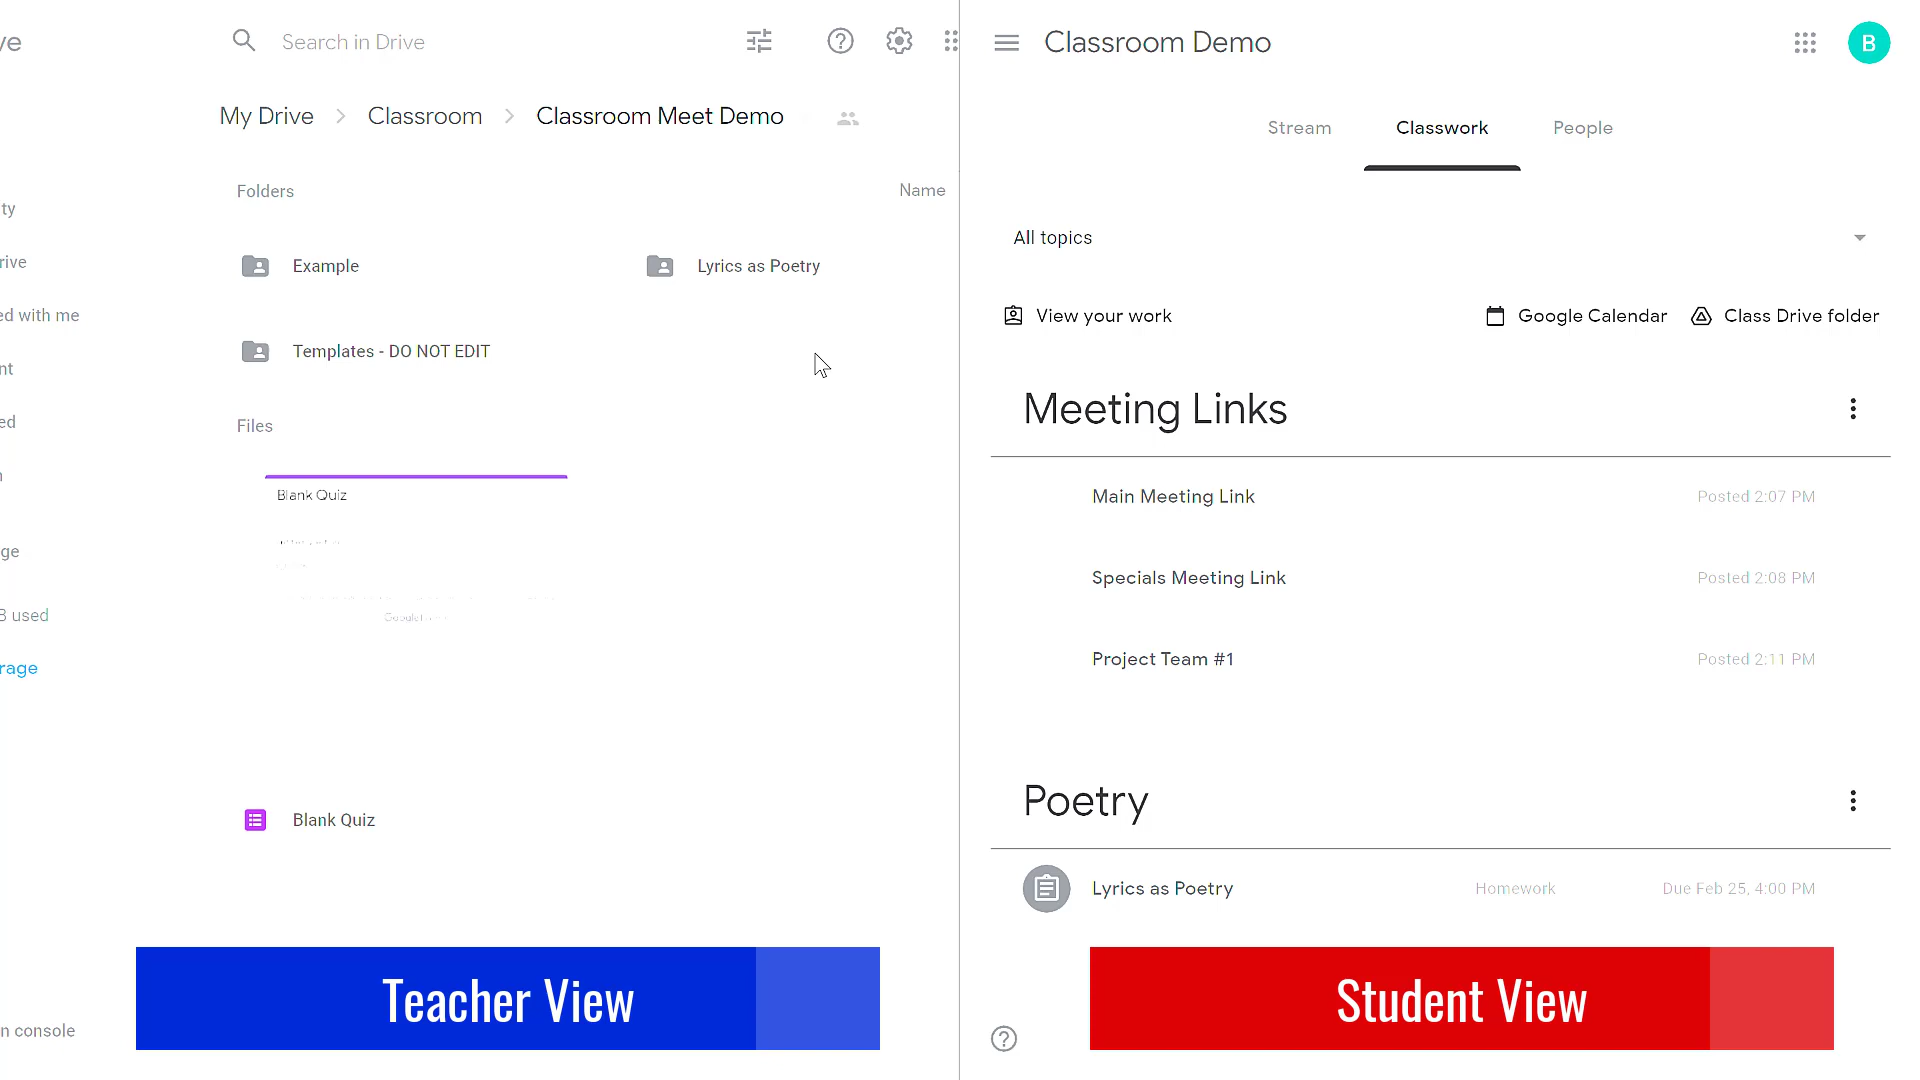 ve
Search in Drive
My Drive > Classroom > Classroom Meet Demo
Folders
Name
ty
Example
Lyrics as Poetry
rive
ed with me
Templates - DO NOT EDIT
nt
ed
Files
Blank Quiz
ge
B used
rage
Blank Quiz
n console
Teacher View
Classroom Demo
B
Stream
Classwork
People
All topics
View your work
Google Calendar
Class Drive folder
Meeting Links
Main Meeting Link
Posted 2:07 PM
Specials Meeting Link
Posted 2:08 PM
Project Team #1
Posted 2:11 PM
Poetry
Lyrics as Poetry
Homework
Due Feb 25, 4:00 PM
Student View